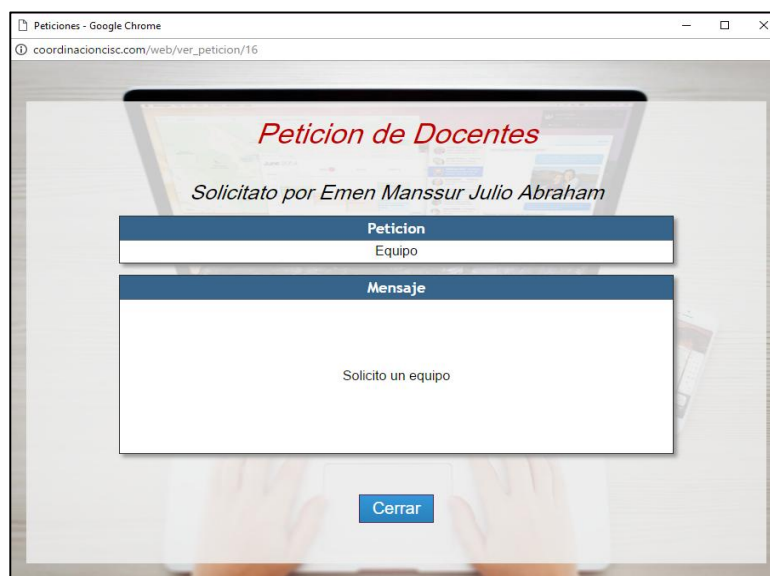 Peticiones - Google Chrome
coordinacioncisc.com/web/ver_peticion/16
Peticion de Docentes
Solicitato por Emen Manssur Julio Abraham
Peticion
Equipo
Mensaje
Solicito un equipo
Cerrar